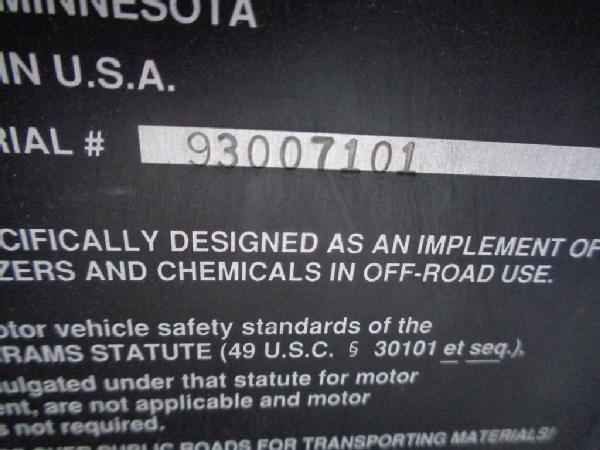 MINNESOTA
IN U.S.A.
RIAL # 93007101
CIFICALLY DESIGNED AS AN IMPLEMENT OF
ZERS AND CHEMICALS IN OFF-ROAD USE.
otor vehicle safety standards of the
RAMS STATUTE (49 U.S.C. § 30101 et seq.).
ulgated under that statute for motor
ent, are not applicable and motor
s not required.
OVER PUBLIC ROADS FOR TRANSPORTING MATERIALS!